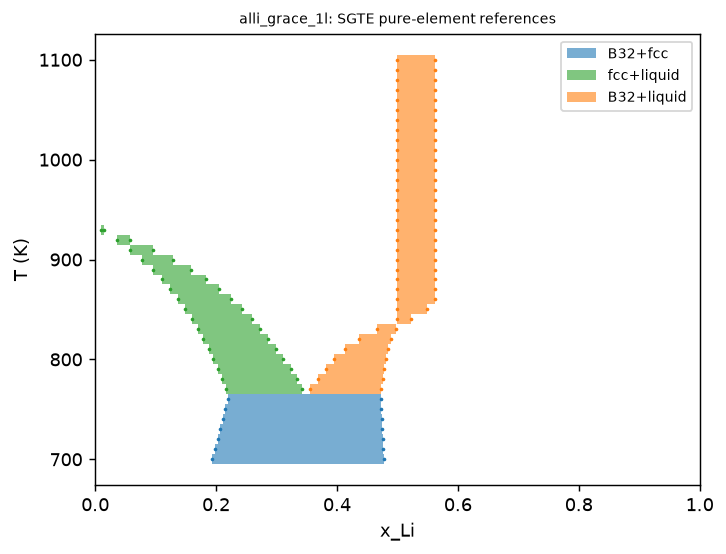 alli_grace_1l: SGTE pure-element references
B32+fcc
fcc+liquid
B32+liquid
1100
1000
900
800
700
T (K)
0.0 0.2 0.4 0.6 0.8 1.0
x_Li